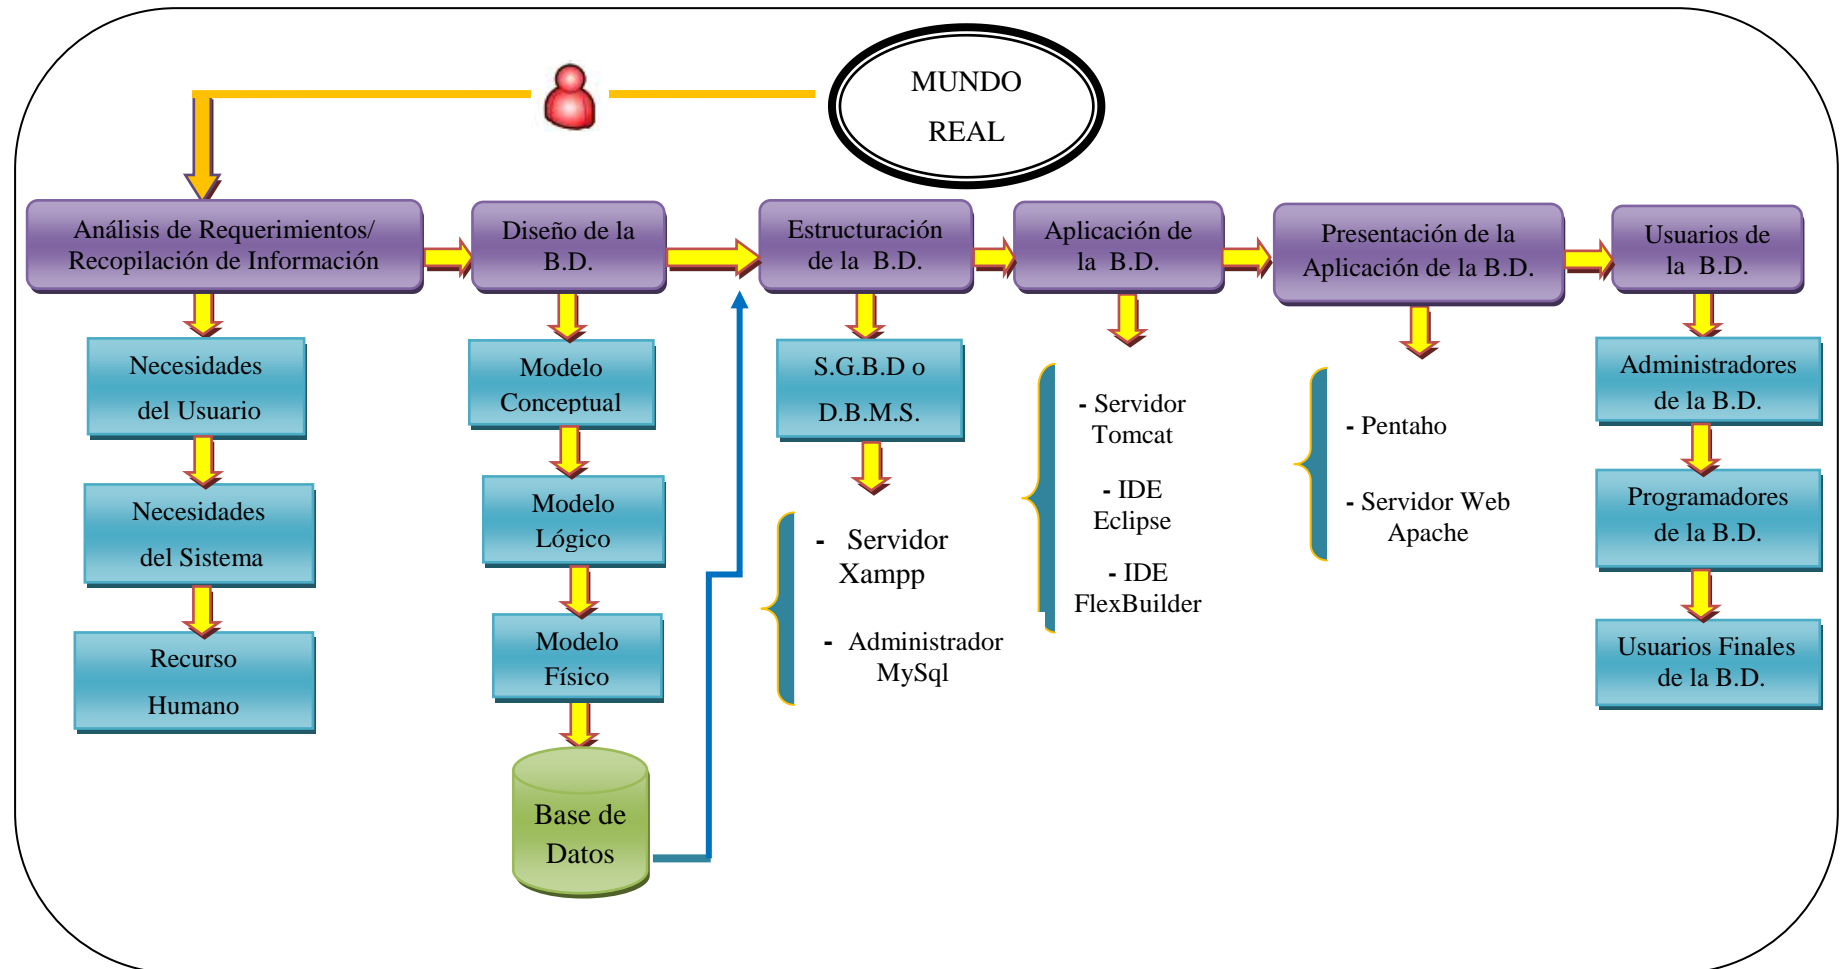 MUNDO
REAL
Análisis de Requerimientos/
Recopilación de Información
Necesidades
del Usuario
Necesidades
del Sistema
Recurso
Humano
Diseño de la
B.D.
Modelo
Conceptual
Modelo
Lógico
Modelo
Físico
Base de
Datos
Estructuración
de la B.D.
S.G.B.D o
D.B.M.S.
- Servidor
Xampp
- Administrador
MySql
Aplicación de
la B.D.
- Servidor
Tomcat
- IDE
Eclipse
- IDE
FlexBuilder
Presentación de la
Aplicación de la B.D.
- Pentaho
- Servidor Web
Apache
Usuarios de
la B.D.
Administradores
de la B.D.
Programadores
de la B.D.
Usuarios Finales
de la B.D.